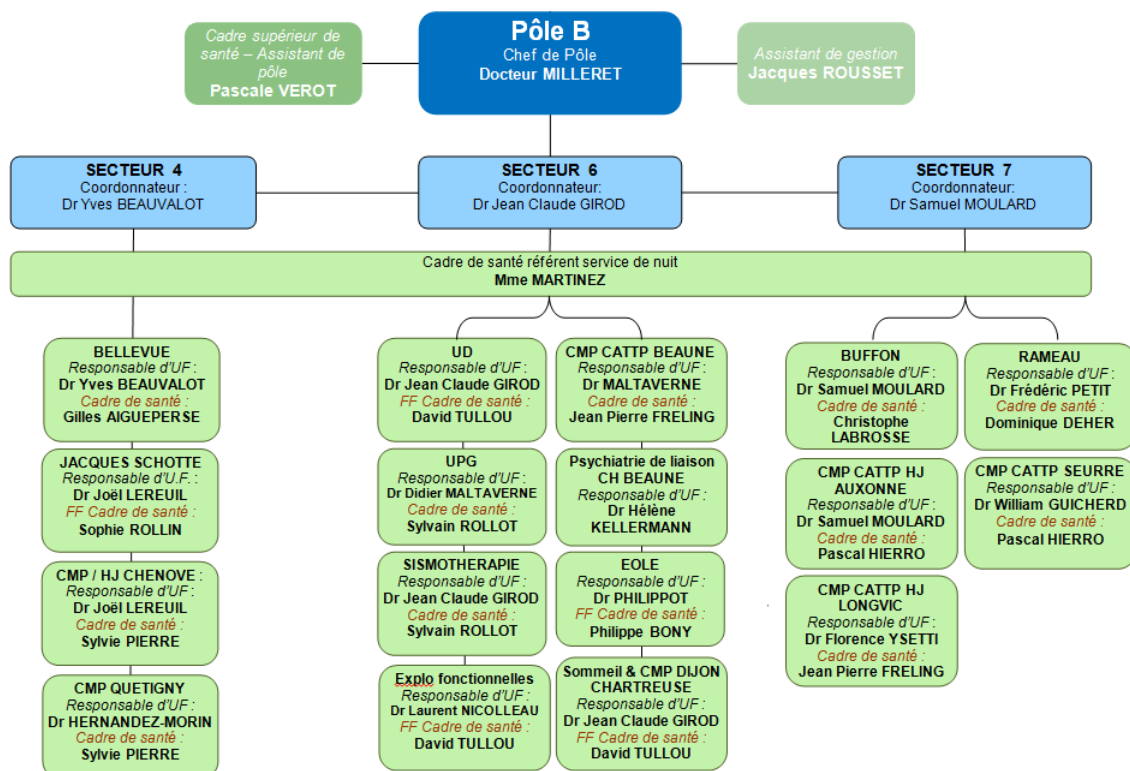 Cadre supérieur de
santé – Assistant de
pôle
Pascale VEROT
Pôle B
Chef de Pôle
Docteur MILLERET
Assistant de gestion
Jacques ROUSSET
SECTEUR 4
Coordonnateur :
Dr Yves BEAUVALOT
SECTEUR 6
Coordonnateur:
Dr Jean Claude GIROD
SECTEUR 7
Coordonnateur:
Dr Samuel MOULARD
Cadre de santé référent service de nuit
Mme MARTINEZ
BELLEVUE
Responsable d'UF :
Dr Yves BEAUVALOT
Cadre de santé :
Gilles AIGUEPERSE
JACQUES SCHOTTE
Responsable d'U.F. :
Dr Joël LEREUIL
FF Cadre de santé :
Sophie ROLLIN
CMP / HJ CHENOVE :
Responsable d'UF :
Dr Joël LEREUIL
Cadre de santé :
Sylvie PIERRE
CMP QUETIGNY
Responsable d'UF :
Dr HERNANDEZ-MORIN
Cadre de santé :
Sylvie PIERRE
UD
Responsable d'UF :
Dr Jean Claude GIROD
FF Cadre de santé :
David TULLOU
UPG
Responsable d'UF :
Dr Didier MALTAVERNE
Cadre de santé :
Sylvain ROLLOT
SISMOTHERAPIE
Responsable d'UF :
Dr Jean Claude GIROD
Cadre de santé :
Sylvain ROLLOT
Explo fonctionnelles
Responsable d'UF :
Dr Laurent NICOLLEAU
FF Cadre de santé :
David TULLOU
CMP CATTP BEAUNE
Responsable d'UF :
Dr MALTAVERNE
Cadre de santé :
Jean Pierre FRELING
Psychiatrie de liaison
CH BEAUNE
Responsable d'UF :
Dr Hélène
KELLERMANN
EOLE
Responsable d'UF :
Dr PHILIPPOT
FF Cadre de santé :
Philippe BONY
Sommeil & CMP DIJON
CHARTREUSE
Responsable d'UF :
Dr Jean Claude GIROD
FF Cadre de santé :
David TULLOU
BUFFON
Responsable d'UF :
Dr Samuel MOULARD
Cadre de santé :
Christophe
LABROSSE
CMP CATTP HJ
AUXONNE
Responsable d'UF :
Dr Samuel MOULARD
Cadre de santé :
Pascal HIERRO
CMP CATTP HJ
LONGVIC
Responsable d'UF :
Dr Florence YSETTI
Cadre de santé :
Jean Pierre FRELING
RAMEAU
Responsable d'UF :
Dr Frédéric PETIT
Cadre de santé :
Dominique DEHER
CMP CATTP SEURRE
Responsable d'UF :
Dr William GUICHERD
Cadre de santé :
Pascal HIERRO